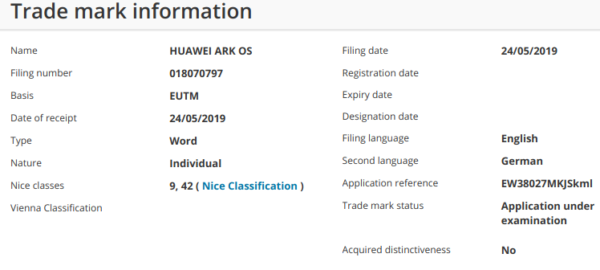 Trade mark information
Name HUAWEI ARK OS
Filing number 018070797
Basis EUTM
Date of receipt 24/05/2019
Type Word
Nature Individual
Nice classes 9, 42 ( Nice Classification )
Vienna Classification
Filing date 24/05/2019
Registration date
Expiry date
Designation date
Filing language English
Second language German
Application reference EW38027MKJSkml
Trade mark status Application under
examination
Acquired distinctiveness No